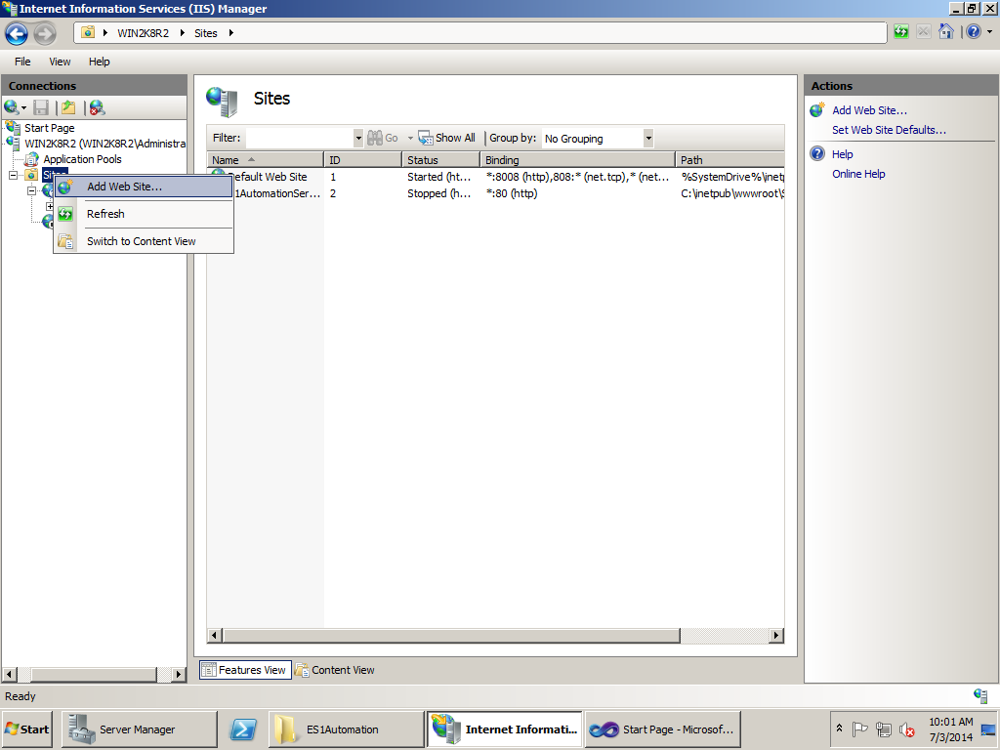 Internet Information Services (IIS) Manager
WIN2K8R2 Sites
File View Help
Connections
Start Page
WIN2K8R2 (WIN2K8R2\Administra
Application Pools
Sites
Add Web Site...
Refresh
Switch to Content View
Sites
Filter: Go Show All Group by: No Grouping
Name ID Status Binding Path
Default Web Site 1 Started (ht... *:8008 (http),808:* (net.tcp),* (net... %SystemDrive%\inetp
1AutomationSer... 2 Stopped (h... *:80 (http) C:\inetpub\wwwroot\S
Features View Content View
Actions
Add Web Site...
Set Web Site Defaults...
Help
Online Help
Ready
Start Server Manager ES1Automation Internet Informati... Start Page - Microsof... 10:01 AM
7/3/2014